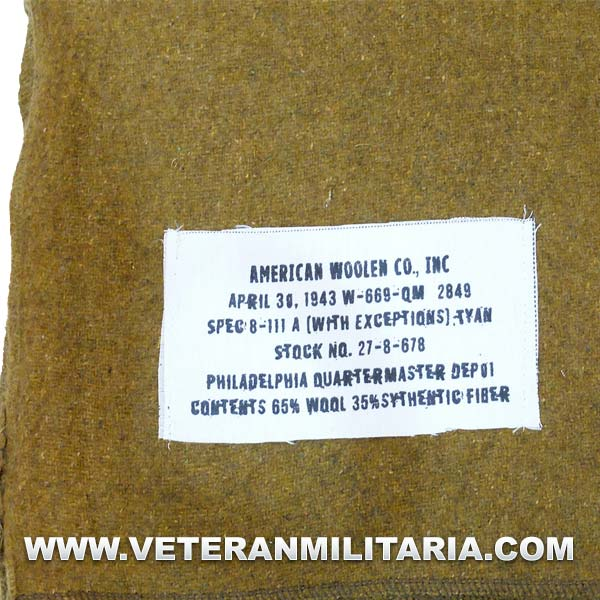 AMERICAN WOOLEN CO., INC
APRIL 30, 1943 W-669-QM 2849
SPEC 8-111 A (WITH EXCEPTIONS) TYAN
STOCK NO. 27-8-678
PHILADELPHIA QUARTERMASTER DEPOT
CONTENTS 65% WOOL 35%SYTHENTIC FIBER
WWW.VETERANMILITARIA.COM